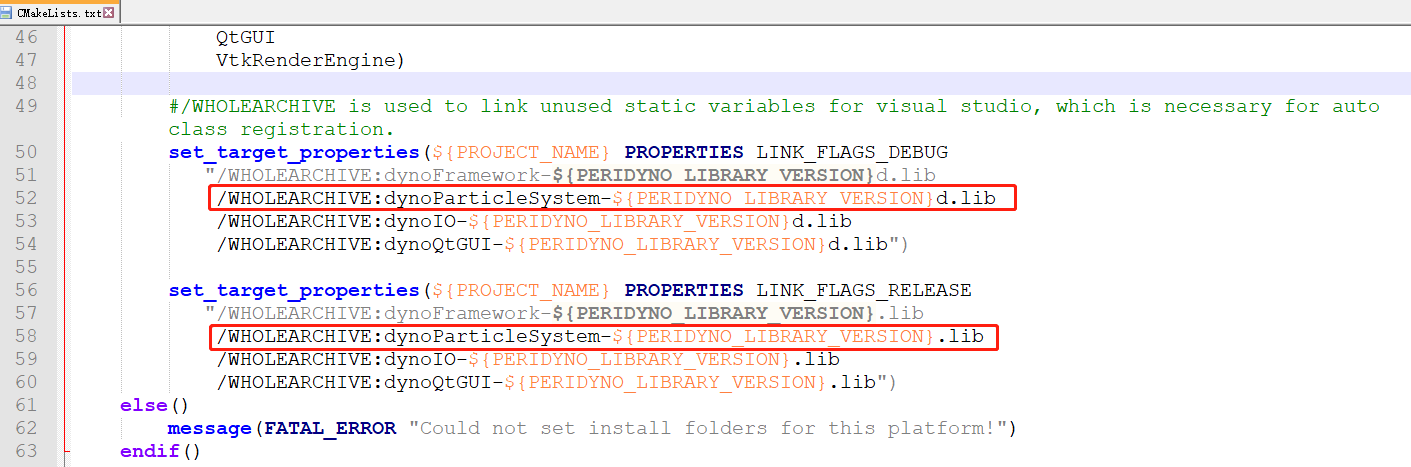 CMakeLists.txt
46 QtGUI
47 VtkRenderEngine)
48
49 #/WHOLEARCHIVE is used to link unused static variables for visual studio, which is necessary for auto
class registration.
50 set_target_properties(${PROJECT_NAME} PROPERTIES LINK_FLAGS_DEBUG
51 "/WHOLEARCHIVE:dynoFramework-${PERIDYNO_LIBRARY_VERSION}d.lib
52 /WHOLEARCHIVE:dynoParticleSystem-${PERIDYNO_LIBRARY_VERSION}d.lib
53 /WHOLEARCHIVE:dynoIO-${PERIDYNO_LIBRARY_VERSION}d.lib
54 /WHOLEARCHIVE:dynoQtGUI-${PERIDYNO_LIBRARY_VERSION}d.lib")
55
56 set_target_properties(${PROJECT_NAME} PROPERTIES LINK_FLAGS_RELEASE
57 "/WHOLEARCHIVE:dynoFramework-${PERIDYNO_LIBRARY_VERSION}.lib
58 /WHOLEARCHIVE:dynoParticleSystem-${PERIDYNO_LIBRARY_VERSION}.lib
59 /WHOLEARCHIVE:dynoIO-${PERIDYNO_LIBRARY_VERSION}.lib
60 /WHOLEARCHIVE:dynoQtGUI-${PERIDYNO_LIBRARY_VERSION}.lib")
61 else()
62 message(FATAL_ERROR "Could not set install folders for this platform!")
63 endif()